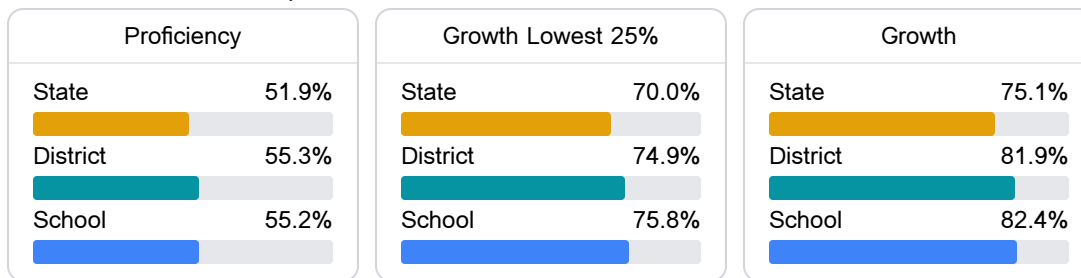 Proficiency
State 51.9%
District 55.3%
School 55.2%
Growth Lowest 25%
State 70.0%
District 74.9%
School 75.8%
Growth
State 75.1%
District 81.9%
School 82.4%